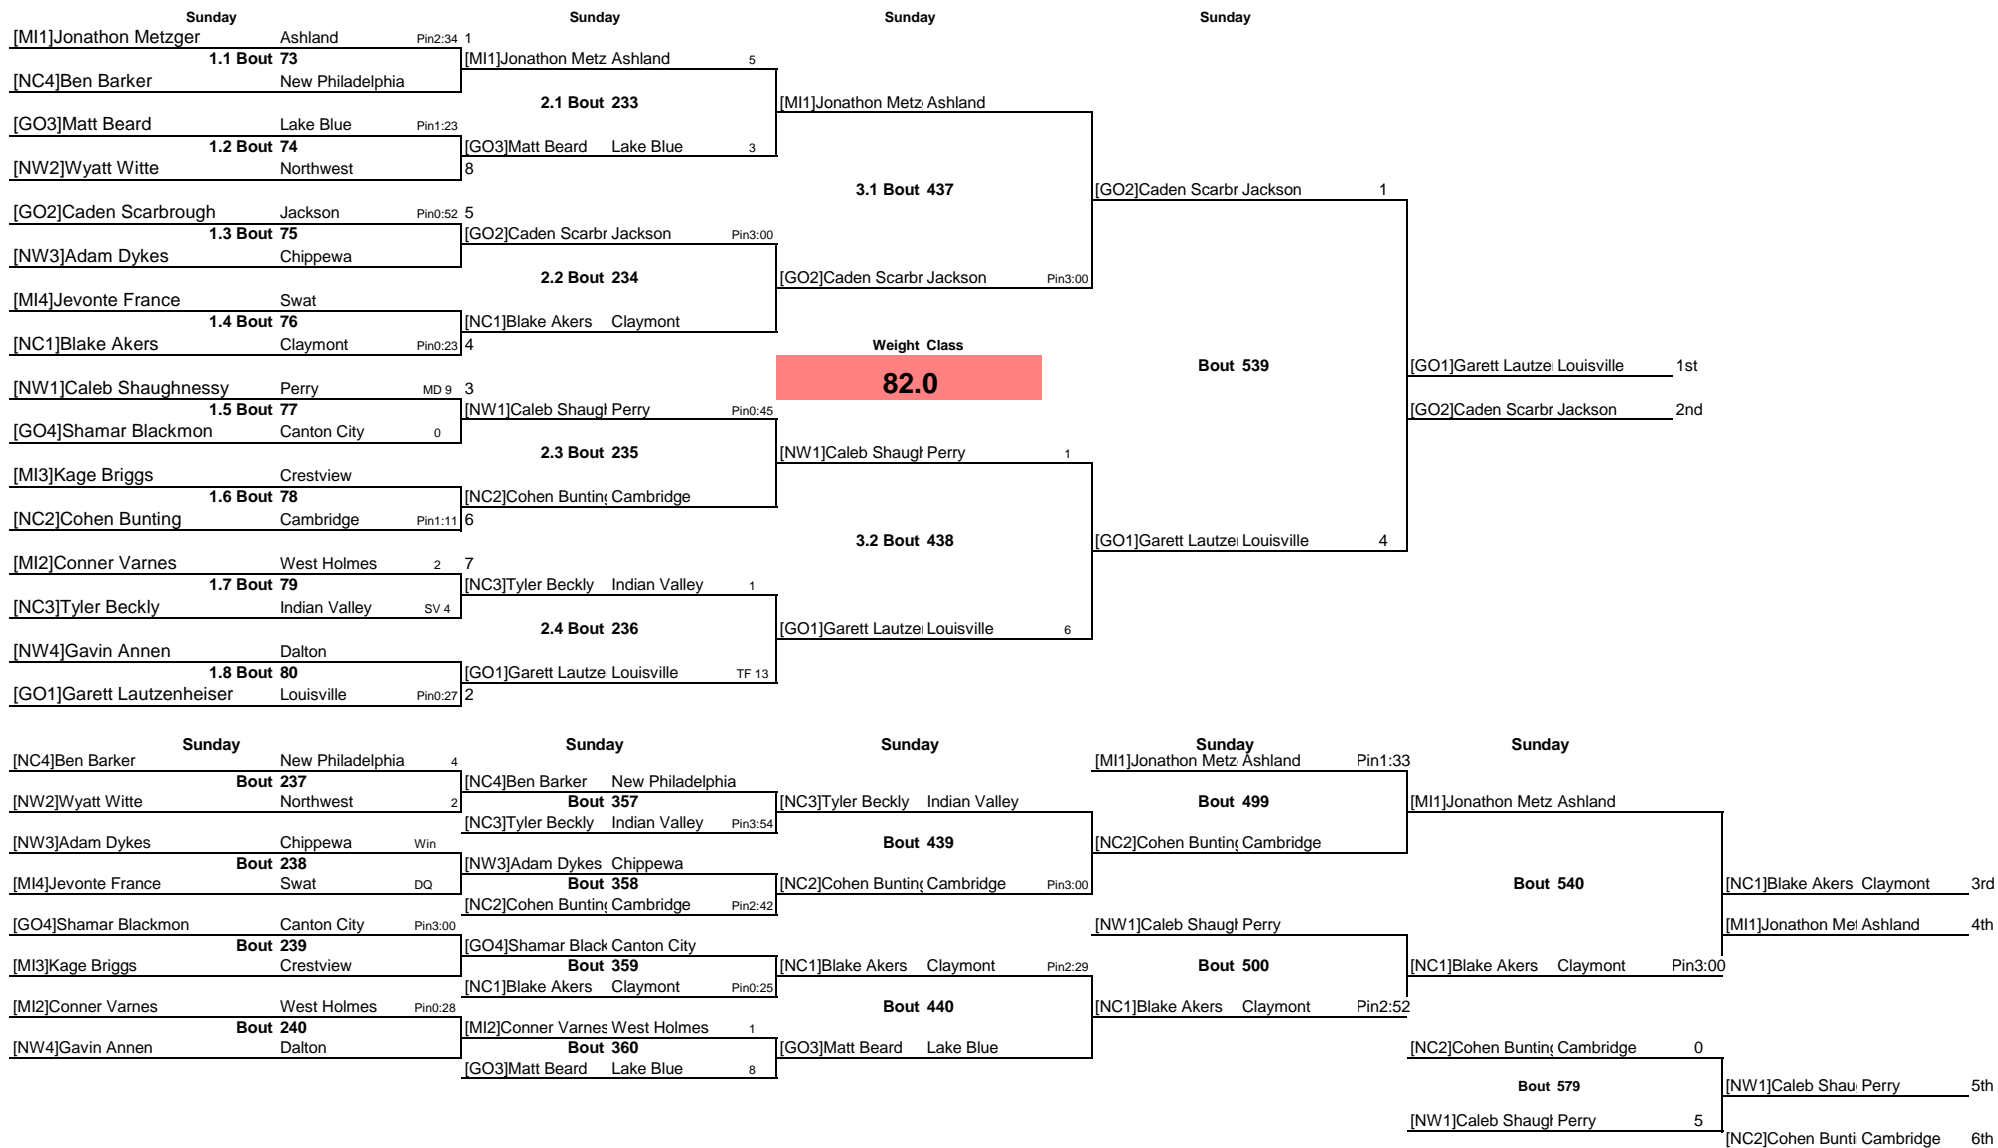 Sunday Sunday Sunday Sunday
[MI1]Jonathon Metzger Ashland Pin2:34 1
1.1 Bout 73 [MI1]Jonathon Metz Ashland 5
[NC4]Ben Barker New Philadelphia
2.1 Bout 233 [MI1]Jonathon Metz Ashland
[GO3]Matt Beard Lake Blue Pin1:23
1.2 Bout 74 [GO3]Matt Beard Lake Blue 3
[NW2]Wyatt Witte Northwest 8
3.1 Bout 437 [GO2]Caden Scarbr Jackson 1
[GO2]Caden Scarbrough Jackson Pin0:52 5
1.3 Bout 75 [GO2]Caden Scarbr Jackson Pin3:00
[NW3]Adam Dykes Chippewa
2.2 Bout 234 [GO2]Caden Scarbr Jackson Pin3:00
[MI4]Jevonte France Swat
1.4 Bout 76 [NC1]Blake Akers Claymont
[NC1]Blake Akers Claymont Pin0:23 4 Weight Class
Bout 539 [GO1]Garett Lautze Louisville 1st
[NW1]Caleb Shaughnessy Perry MD 9 3 82.0
1.5 Bout 77 [NW1]Caleb Shaugh Perry Pin0:45 [GO2]Caden Scarbr Jackson 2nd
[GO4]Shamar Blackmon Canton City 0
2.3 Bout 235 [NW1]Caleb Shaugh Perry 1
[MI3]Kage Briggs Crestview
1.6 Bout 78 [NC2]Cohen Bunting Cambridge
[NC2]Cohen Bunting Cambridge Pin1:11 6
3.2 Bout 438 [GO1]Garett Lautze Louisville 4
[MI2]Conner Varnes West Holmes 2 7
1.7 Bout 79 [NC3]Tyler Beckly Indian Valley 1
[NC3]Tyler Beckly Indian Valley SV 4
2.4 Bout 236 [GO1]Garett Lautze Louisville 6
[NW4]Gavin Annen Dalton
1.8 Bout 80 [GO1]Garett Lautze Louisville TF 13
[GO1]Garett Lautzenheiser Louisville Pin0:27 2
Sunday Sunday Sunday Sunday Sunday
[NC4]Ben Barker New Philadelphia 4 [MI1]Jonathon Metz Ashland Pin1:33
Bout 237 [NC4]Ben Barker New Philadelphia
[NW2]Wyatt Witte Northwest 2 Bout 357 [NC3]Tyler Beckly Indian Valley Bout 499 [MI1]Jonathon Metz Ashland
[NC3]Tyler Beckly Indian Valley Pin3:54
[NW3]Adam Dykes Chippewa Win Bout 439 [NC2]Cohen Bunting Cambridge
Bout 238 [NW3]Adam Dykes Chippewa
[MI4]Jevonte France Swat DQ Bout 358 [NC2]Cohen Bunting Cambridge Pin3:00 Bout 540 [NC1]Blake Akers Claymont 3rd
[NC2]Cohen Bunting Cambridge Pin2:42
[GO4]Shamar Blackmon Canton City Pin3:00 [NW1]Caleb Shaugh Perry [MI1]Jonathon Met Ashland 4th
Bout 239 [GO4]Shamar Black Canton City
[MI3]Kage Briggs Crestview Bout 359 [NC1]Blake Akers Claymont Pin2:29 Bout 500 [NC1]Blake Akers Claymont Pin3:00
[NC1]Blake Akers Claymont Pin0:25
[MI2]Conner Varnes West Holmes Pin0:28 Bout 440 [NC1]Blake Akers Claymont Pin2:52
Bout 240 [MI2]Conner Varnes West Holmes 1
[NW4]Gavin Annen Dalton Bout 360 [GO3]Matt Beard Lake Blue [NC2]Cohen Bunting Cambridge 0
[GO3]Matt Beard Lake Blue 8
Bout 579 [NW1]Caleb Shau Perry 5th
[NW1]Caleb Shaugh Perry 5
[NC2]Cohen Bunti Cambridge 6th